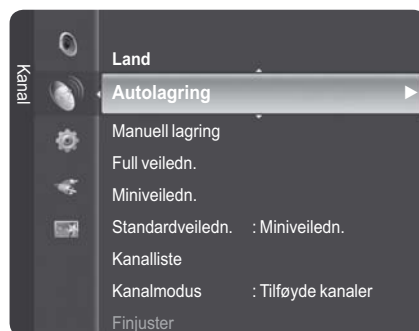 Kanal
Land
Autolagring
Manuell lagring
Full veiledn.
Miniveiledn.
Standardveiledn. : Miniveiledn.
Kanalliste
Kanalmodus : Tilføyde kanaler
Finjuster